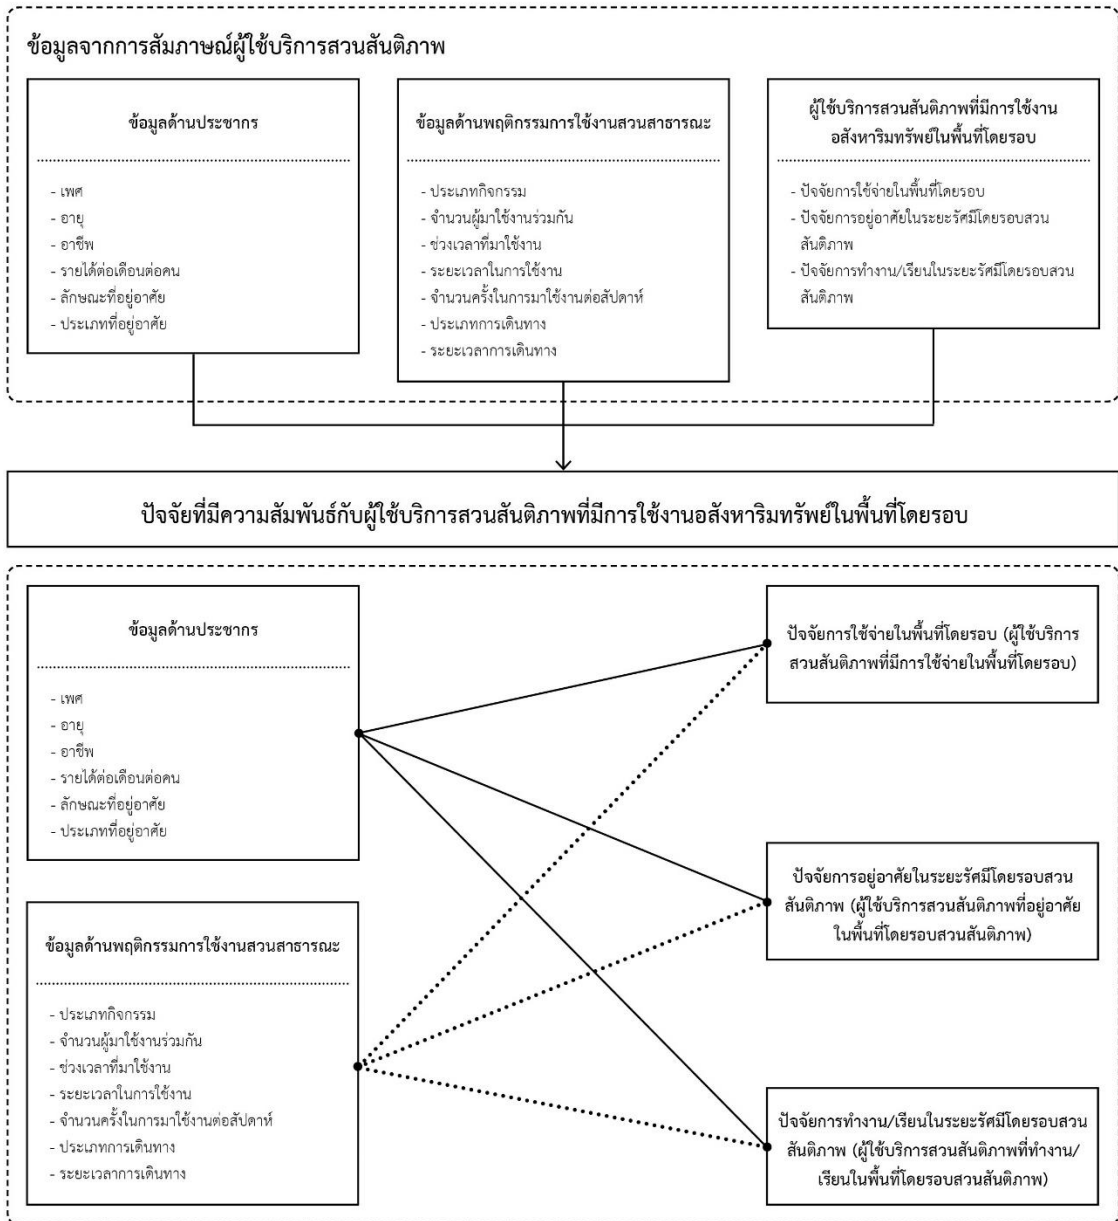 ข้อมูลจากการสัมภาษณ์ผู้ใช้บริการสวนสันติภาพ
ข้อมูลด้านประชากร
- เพศ
- อายุ
- อาชีพ
- รายได้ต่อเดือนต่อคน
- ลักษณะที่อยู่อาศัย
- ประเภทที่อยู่อาศัย
ข้อมูลด้านพฤติกรรมการใช้งานสวนสาธารณะ
- ประเภทกิจกรรม
- จำนวนผู้มาใช้งานร่วมกัน
- ช่วงเวลาที่มาใช้งาน
- ระยะเวลาในการใช้งาน
- จำนวนครั้งในการมาใช้งานต่อสัปดาห์
- ประเภทการเดินทาง
- ระยะเวลาการเดินทาง
ผู้ใช้บริการสวนสันติภาพที่มีการใช้งาน
อสังหาริมทรัพย์ในพื้นที่โดยรอบ
- ปัจจัยการใช้จ่ายในพื้นที่โดยรอบ
- ปัจจัยการอยู่อาศัยในระยะรัศมีโดยรอบสวน
สันติภาพ
- ปัจจัยการทำงาน/เรียนในระยะรัศมีโดยรอบสวน
สันติภาพ
ปัจจัยที่มีความสัมพันธ์กับผู้ใช้บริการสวนสันติภาพที่มีการใช้งานอสังหาริมทรัพย์ในพื้นที่โดยรอบ
ข้อมูลด้านประชากร
- เพศ
- อายุ
- อาชีพ
- รายได้ต่อเดือนต่อคน
- ลักษณะที่อยู่อาศัย
- ประเภทที่อยู่อาศัย
ข้อมูลด้านพฤติกรรมการใช้งานสวนสาธารณะ
- ประเภทกิจกรรม
- จำนวนผู้มาใช้งานร่วมกัน
- ช่วงเวลาที่มาใช้งาน
- ระยะเวลาในการใช้งาน
- จำนวนครั้งในการมาใช้งานต่อสัปดาห์
- ประเภทการเดินทาง
- ระยะเวลาการเดินทาง
ปัจจัยการใช้จ่ายในพื้นที่โดยรอบ (ผู้ใช้บริการ
สวนสันติภาพที่มีการใช้จ่ายในพื้นที่โดยรอบ)
ปัจจัยการอยู่อาศัยในระยะรัศมีโดยรอบสวน
สันติภาพ (ผู้ใช้บริการสวนสันติภาพที่อยู่อาศัย
ในพื้นที่โดยรอบสวนสันติภาพ)
ปัจจัยการทำงาน/เรียนในระยะรัศมีโดยรอบสวน
สันติภาพ (ผู้ใช้บริการสวนสันติภาพที่ทำงาน/
เรียนในพื้นที่โดยรอบสวนสันติภาพ)